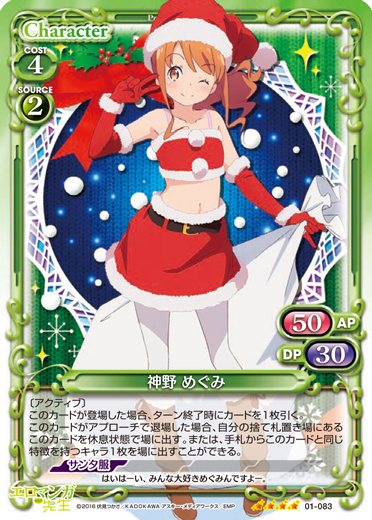 Character
COST
4
SOURCE
2
50 AP
DP 30
神野 めぐみ
［アクティブ］
このカードが登場した場合、ターン終了時にカードを1枚引く。
このカードがアプローチで退場した場合、自分の捨て札置き場にある
このカードを休息状態で場に出す。または、手札からこのカードと同じ
特徴を持つキャラ1枚を場に出すことができる。
サンタ服
はいはーい、みんな大好きめぐみんですよー。
エロマンガ先生
01-083
©2016 伏見つかさ／KADOKAWA アスキー・メディアワークス／EMP